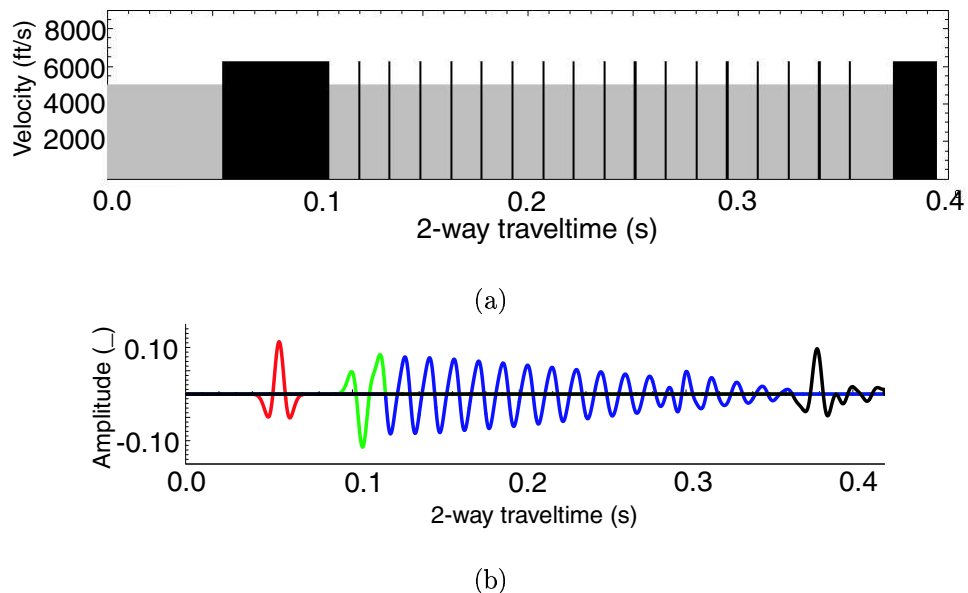 8000
6000
4000
2000
Velocity (ft/s)
0.0 0.1 0.2 0.3 0.4
2-way traveltime (s)
(a)
0.10
-0.10
Amplitude (_)
0.0 0.1 0.2 0.3 0.4
2-way traveltime (s)
(b)